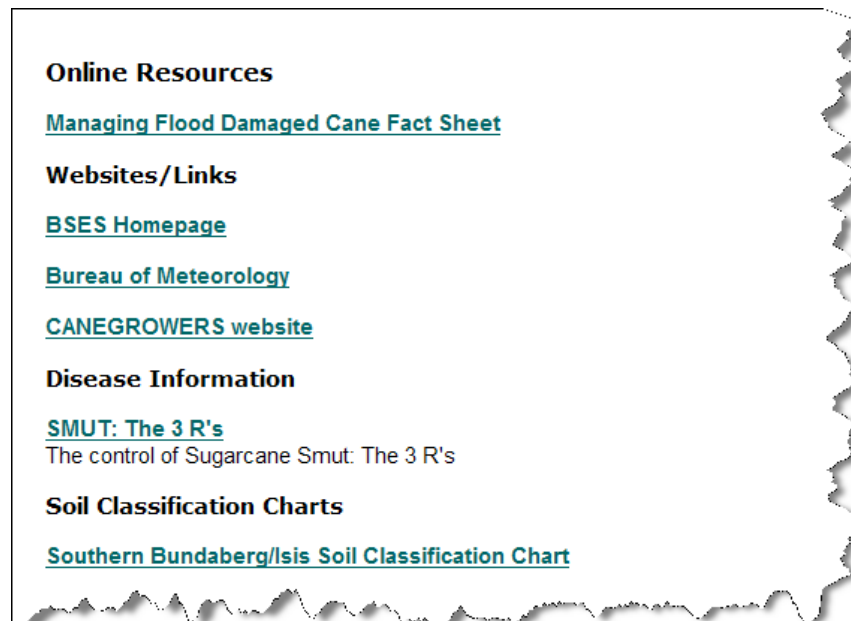 Online Resources
Managing Flood Damaged Cane Fact Sheet
Websites/Links
BSES Homepage
Bureau of Meteorology
CANEGROWERS website
Disease Information
SMUT: The 3 R's
The control of Sugarcane Smut: The 3 R's
Soil Classification Charts
Southern Bundaberg/Isis Soil Classification Chart